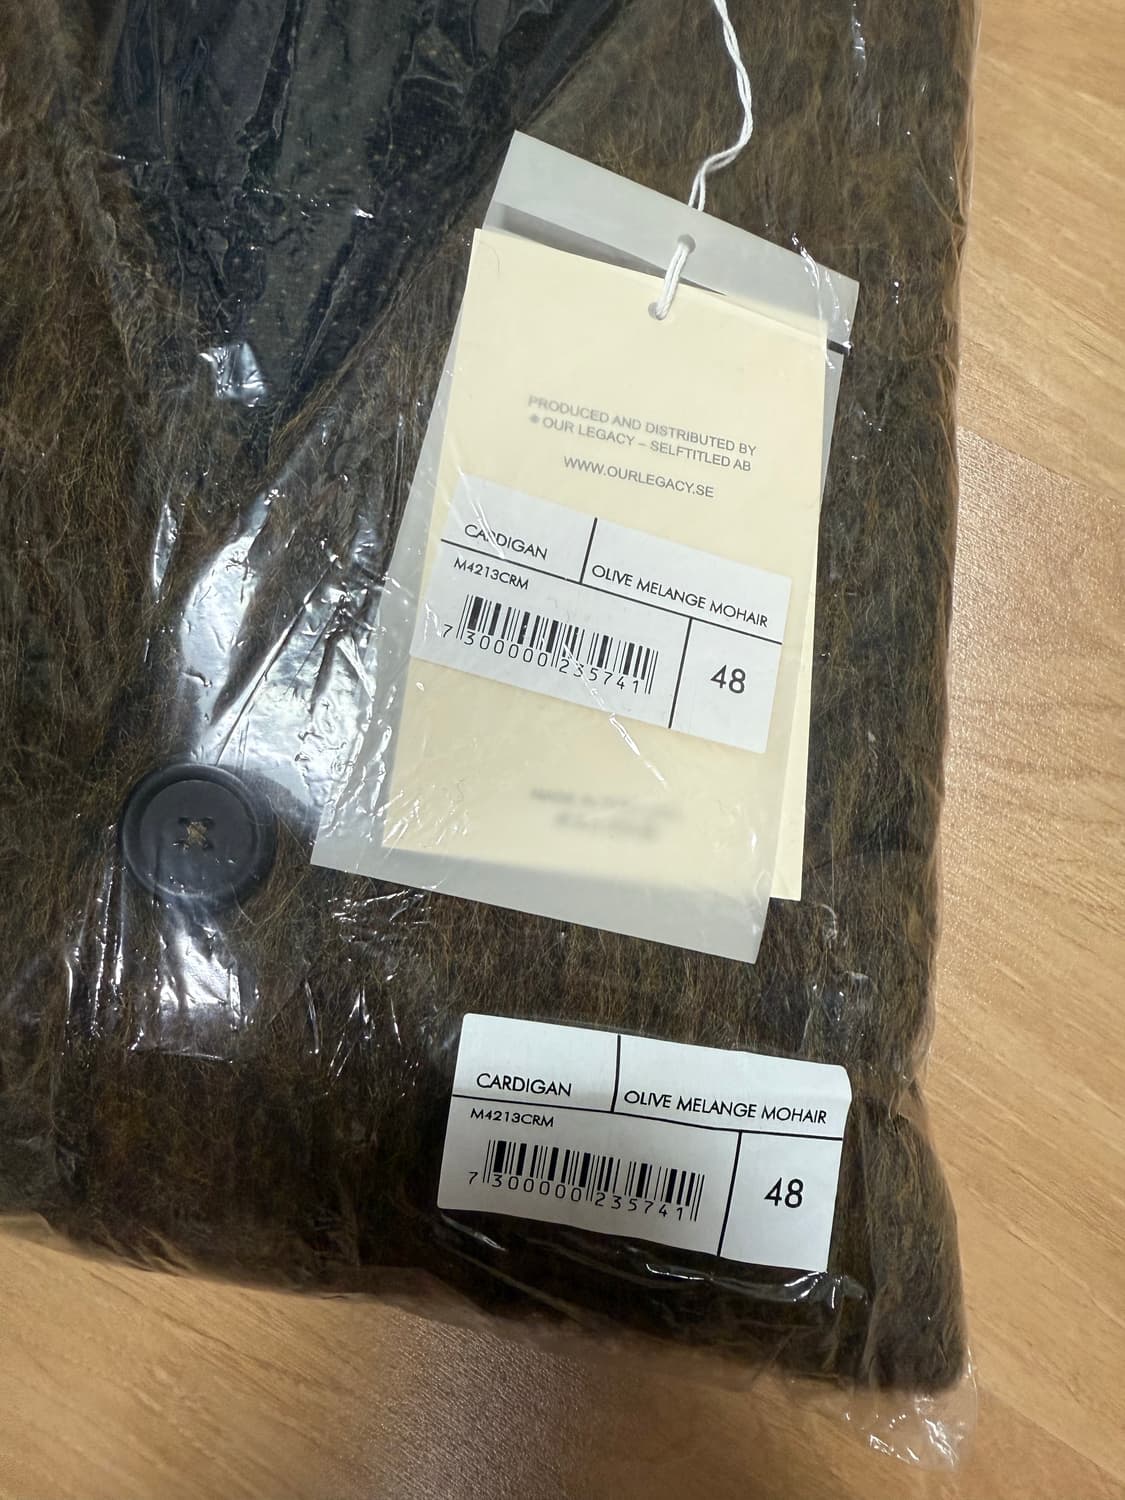 PRODUCED AND DISTRIBUTED BY
® OUR LEGACY – SELFTITLED AB
WWW.OURLEGACY.SE
CARDIGAN
OLIVE MELANGE MOHAIR
M4213CRM
7 300000 235741
48
CARDIGAN
OLIVE MELANGE MOHAIR
M4213CRM
7 300000 235741
48